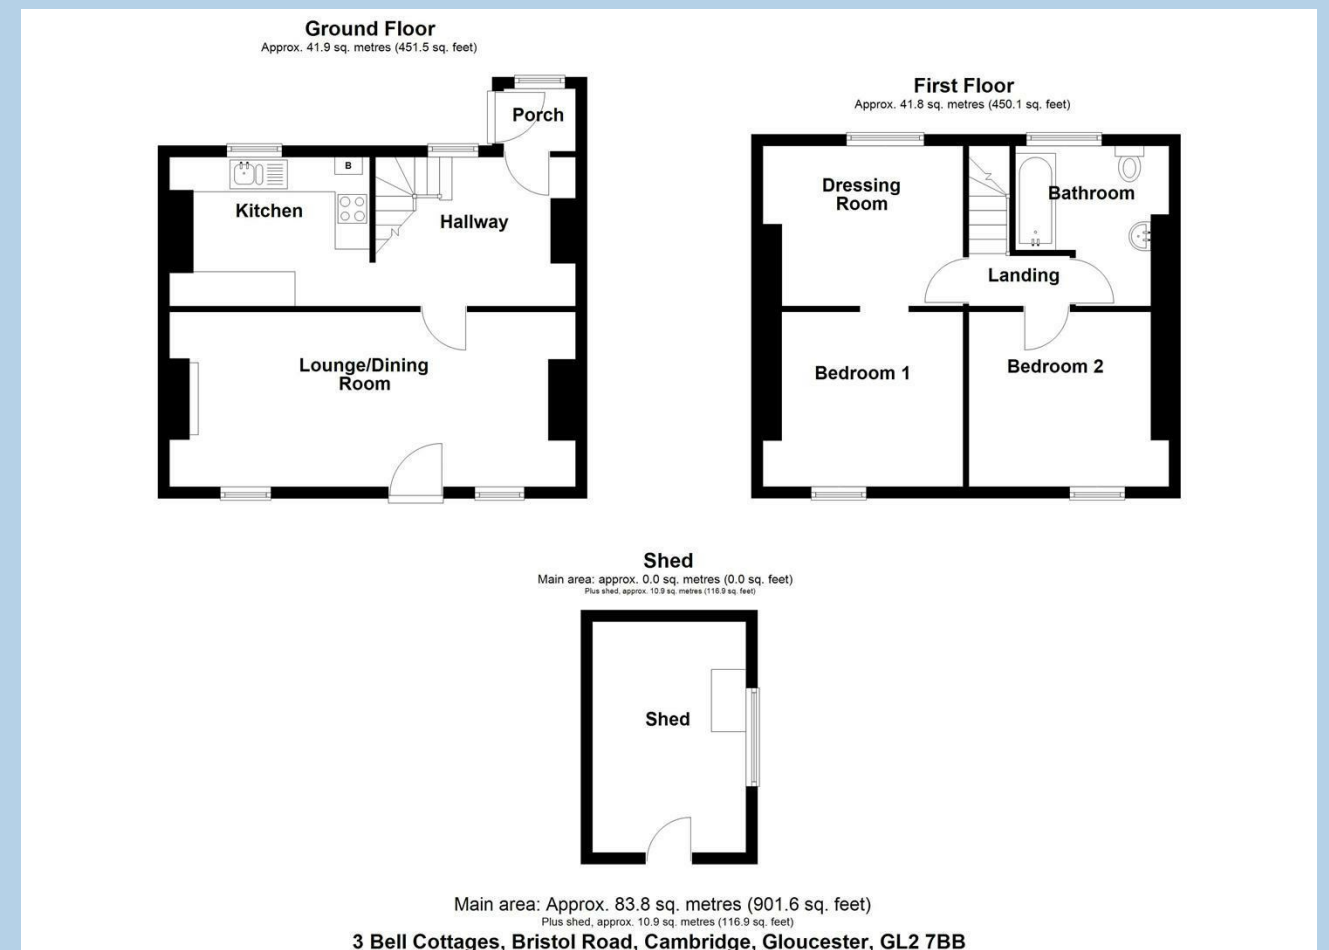 Ground Floor
Approx. 41.9 sq. metres (451.5 sq. feet)
Porch
B
Kitchen
Hallway
Lounge/Dining
Room
First Floor
Approx. 41.8 sq. metres (450.1 sq. feet)
Dressing
Room
Bathroom
Landing
Bedroom 1
Bedroom 2
Shed
Main area: approx. 0.0 sq. metres (0.0 sq. feet)
Plus shed, approx. 10.9 sq. metres (116.9 sq. feet)
Shed
Main area: Approx. 83.8 sq. metres (901.6 sq. feet)
Plus shed, approx. 10.9 sq. metres (116.9 sq. feet)
3 Bell Cottages, Bristol Road, Cambridge, Gloucester, GL2 7BB